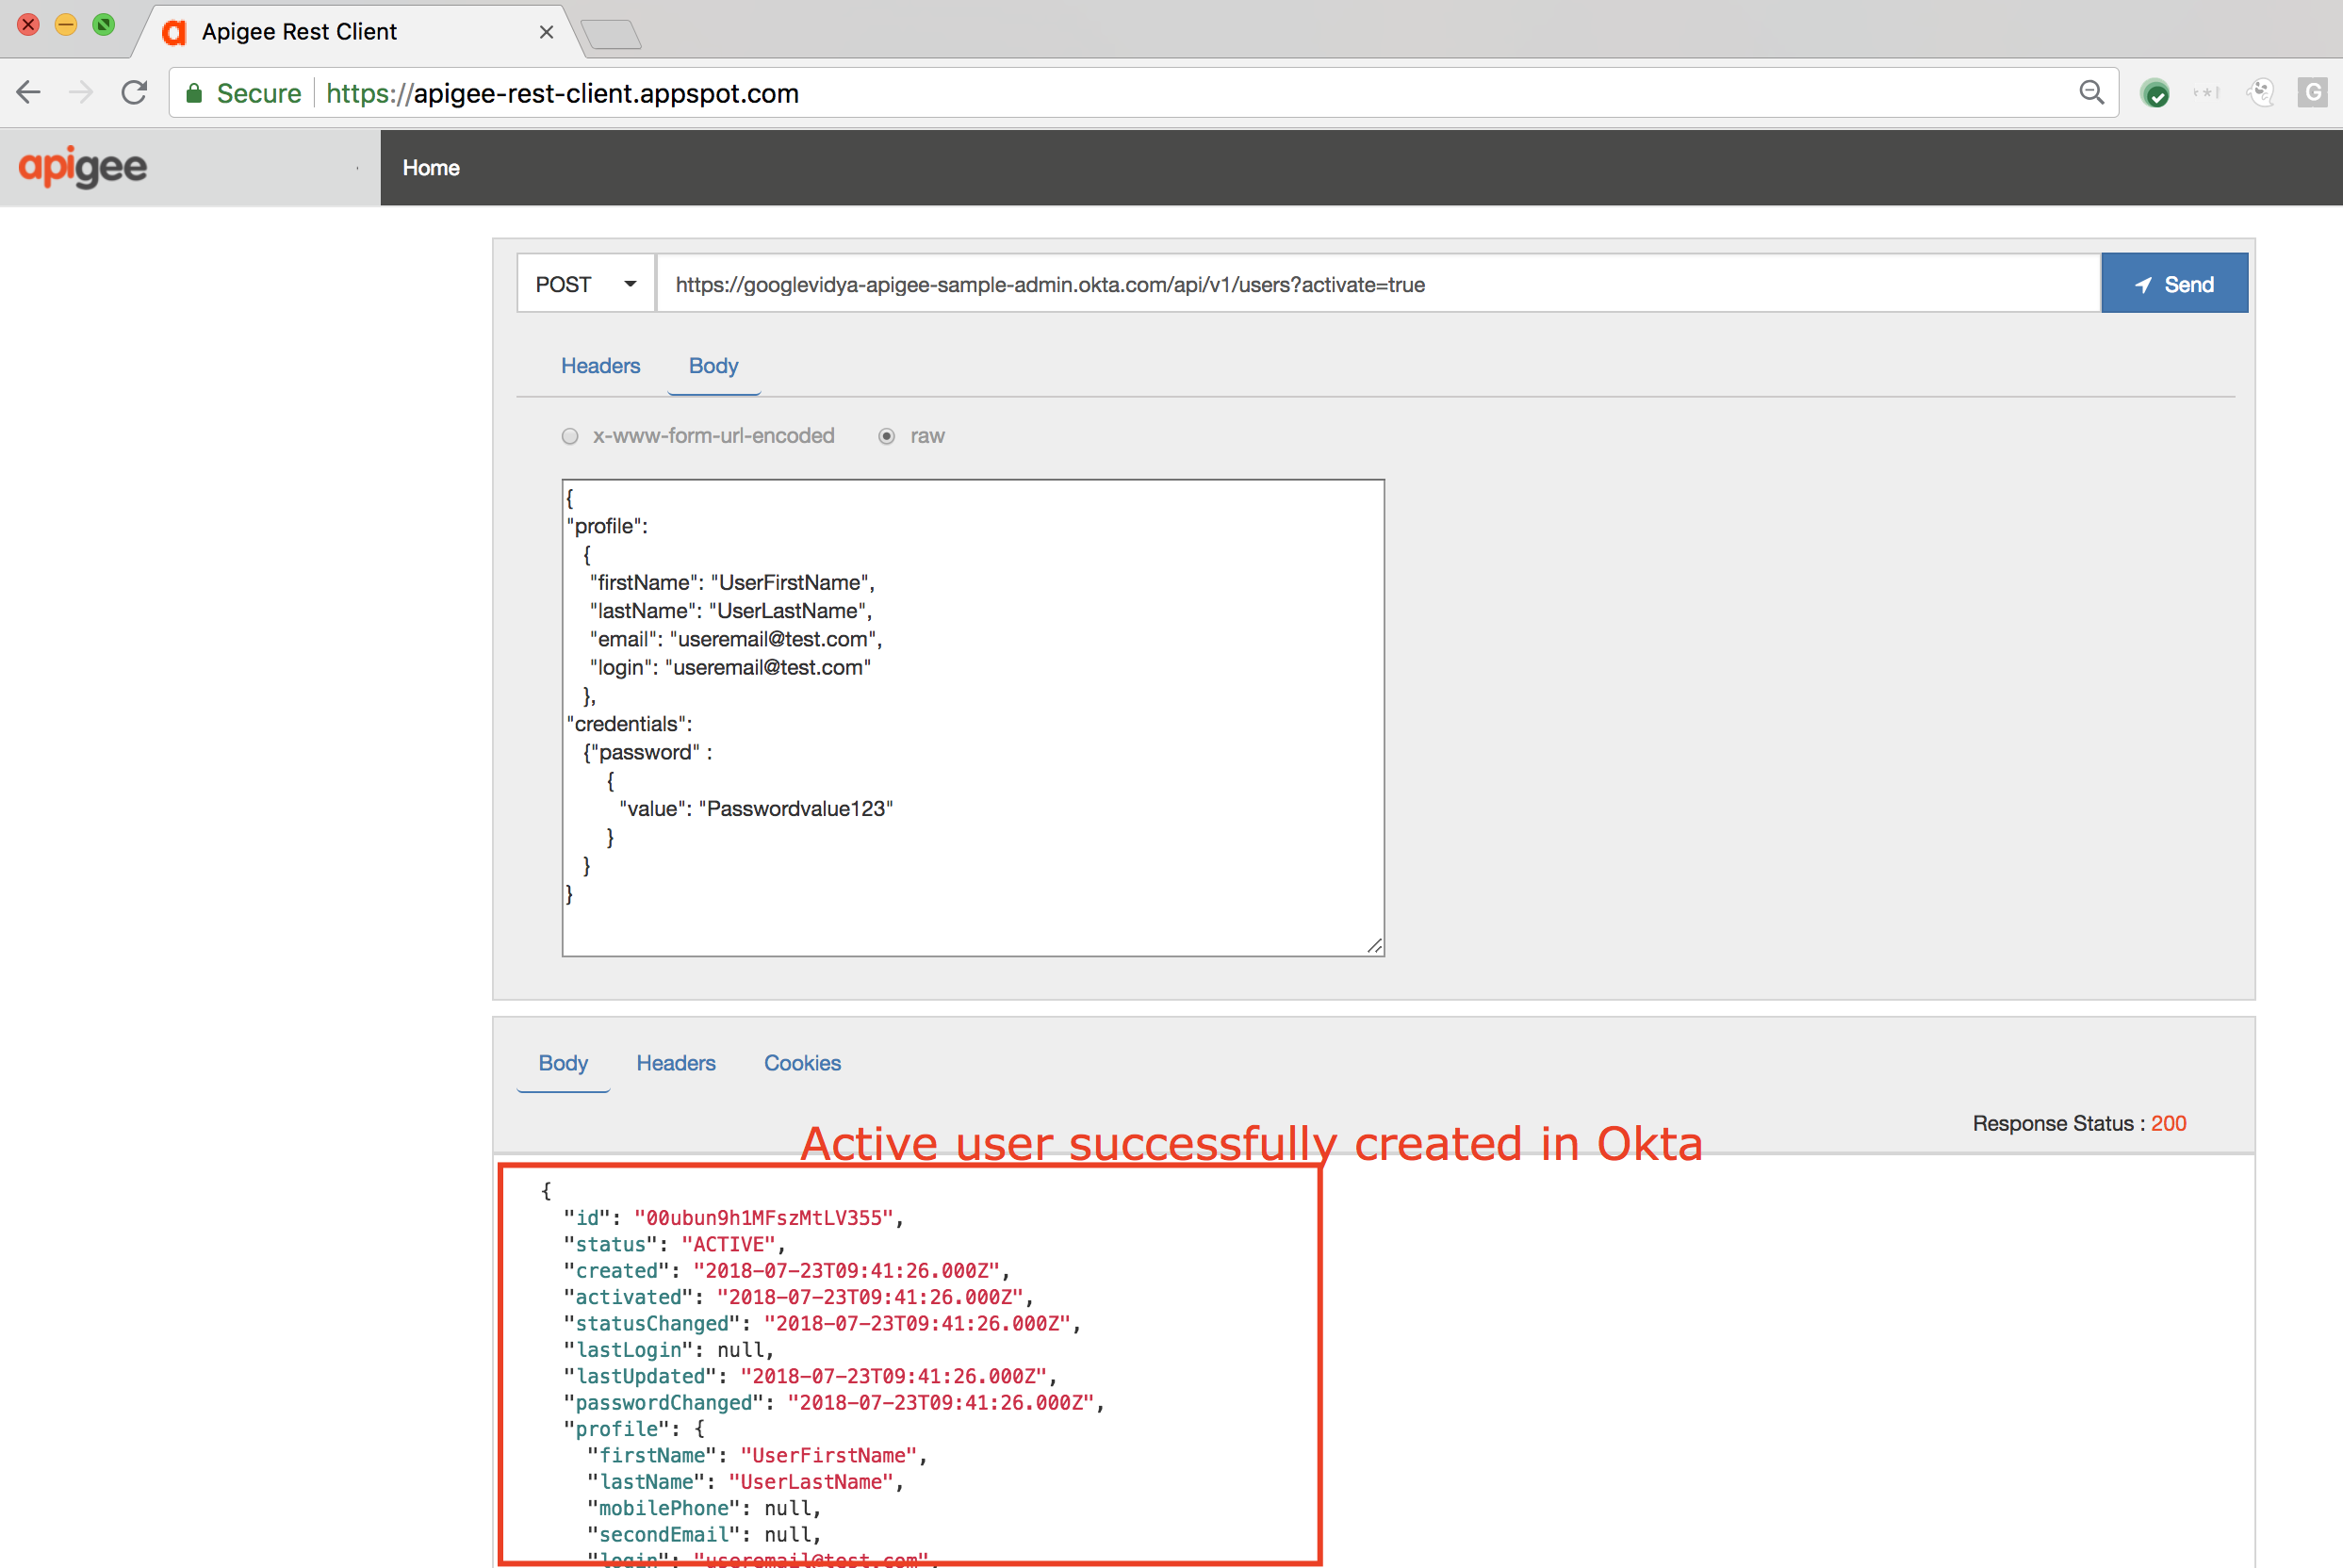 Apigee Rest Client
Secure https://apigee-rest-client.appspot.com
G
apigee
Home
POST https://googlevidya-apigee-sample-admin.okta.com/api/v1/users?activate=true Send
Headers Body
x-www-form-url-encoded raw
{
"profile":
{
"firstName": "UserFirstName",
"lastName": "UserLastName",
"email": "useremail@test.com",
"login": "useremail@test.com"
},
"credentials":
{"password" :
{
"value": "Passwordvalue123"
}
}
}
Body Headers Cookies
Response Status : 200
Active user successfully created in Okta
{
"id": "00ubun9h1MFszMtLV355",
"status": "ACTIVE",
"created": "2018-07-23T09:41:26.000Z",
"activated": "2018-07-23T09:41:26.000Z",
"statusChanged": "2018-07-23T09:41:26.000Z",
"lastLogin": null,
"lastUpdated": "2018-07-23T09:41:26.000Z",
"passwordChanged": "2018-07-23T09:41:26.000Z",
"profile": {
"firstName": "UserFirstName",
"lastName": "UserLastName",
"mobilePhone": null,
"secondEmail": null,
"login": "useremail@test.com",